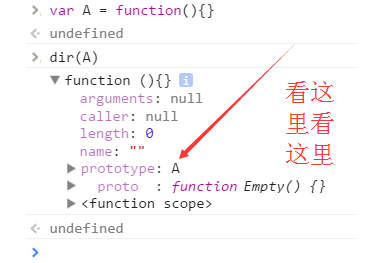 var A = function(){}
undefined
dir(A)
function (){} i
arguments: null
caller: null
length: 0
name: ""
prototype: A
proto : function Empty() {}
<function scope>
undefined
看这
里看
这里